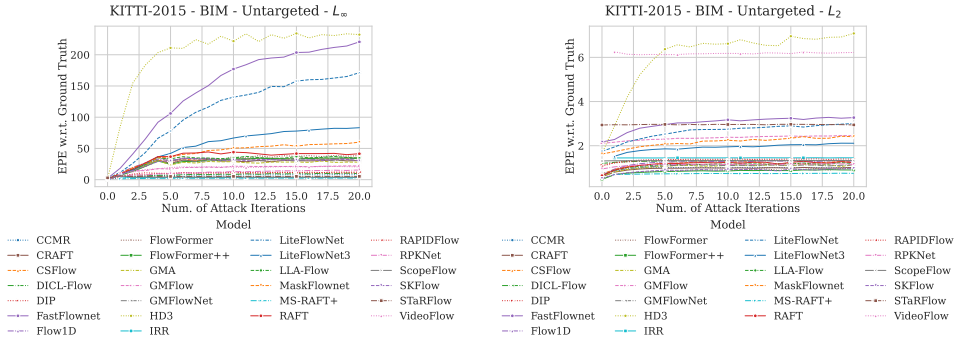 KITTI-2015 - BIM - Untargeted - L∞
EPE w.r.t. Ground Truth
200
150
100
50
0
0.0 2.5 5.0 7.5 10.0 12.5 15.0 17.5 20.0
Num. of Attack Iterations
Model
CCMR FlowFormer LiteFlowNet RAPIDFlow
CRAFT FlowFormer++ LiteFlowNet3 RPKNet
CSFlow GMA LLA-Flow ScopeFlow
DICL-Flow GMFlow MaskFlownet SKFlow
DIP GMFlowNet MS-RAFT+ STaRFlow
FastFlownet HD3 RAFT VideoFlow
Flow1D IRR
KITTI-2015 - BIM - Untargeted - L2
EPE w.r.t. Ground Truth
6
4
2
0.0 2.5 5.0 7.5 10.0 12.5 15.0 17.5 20.0
Num. of Attack Iterations
Model
CCMR FlowFormer LiteFlowNet RAPIDFlow
CRAFT FlowFormer++ LiteFlowNet3 RPKNet
CSFlow GMA LLA-Flow ScopeFlow
DICL-Flow GMFlow MaskFlownet SKFlow
DIP GMFlowNet MS-RAFT+ STaRFlow
FastFlownet HD3 RAFT VideoFlow
Flow1D IRR